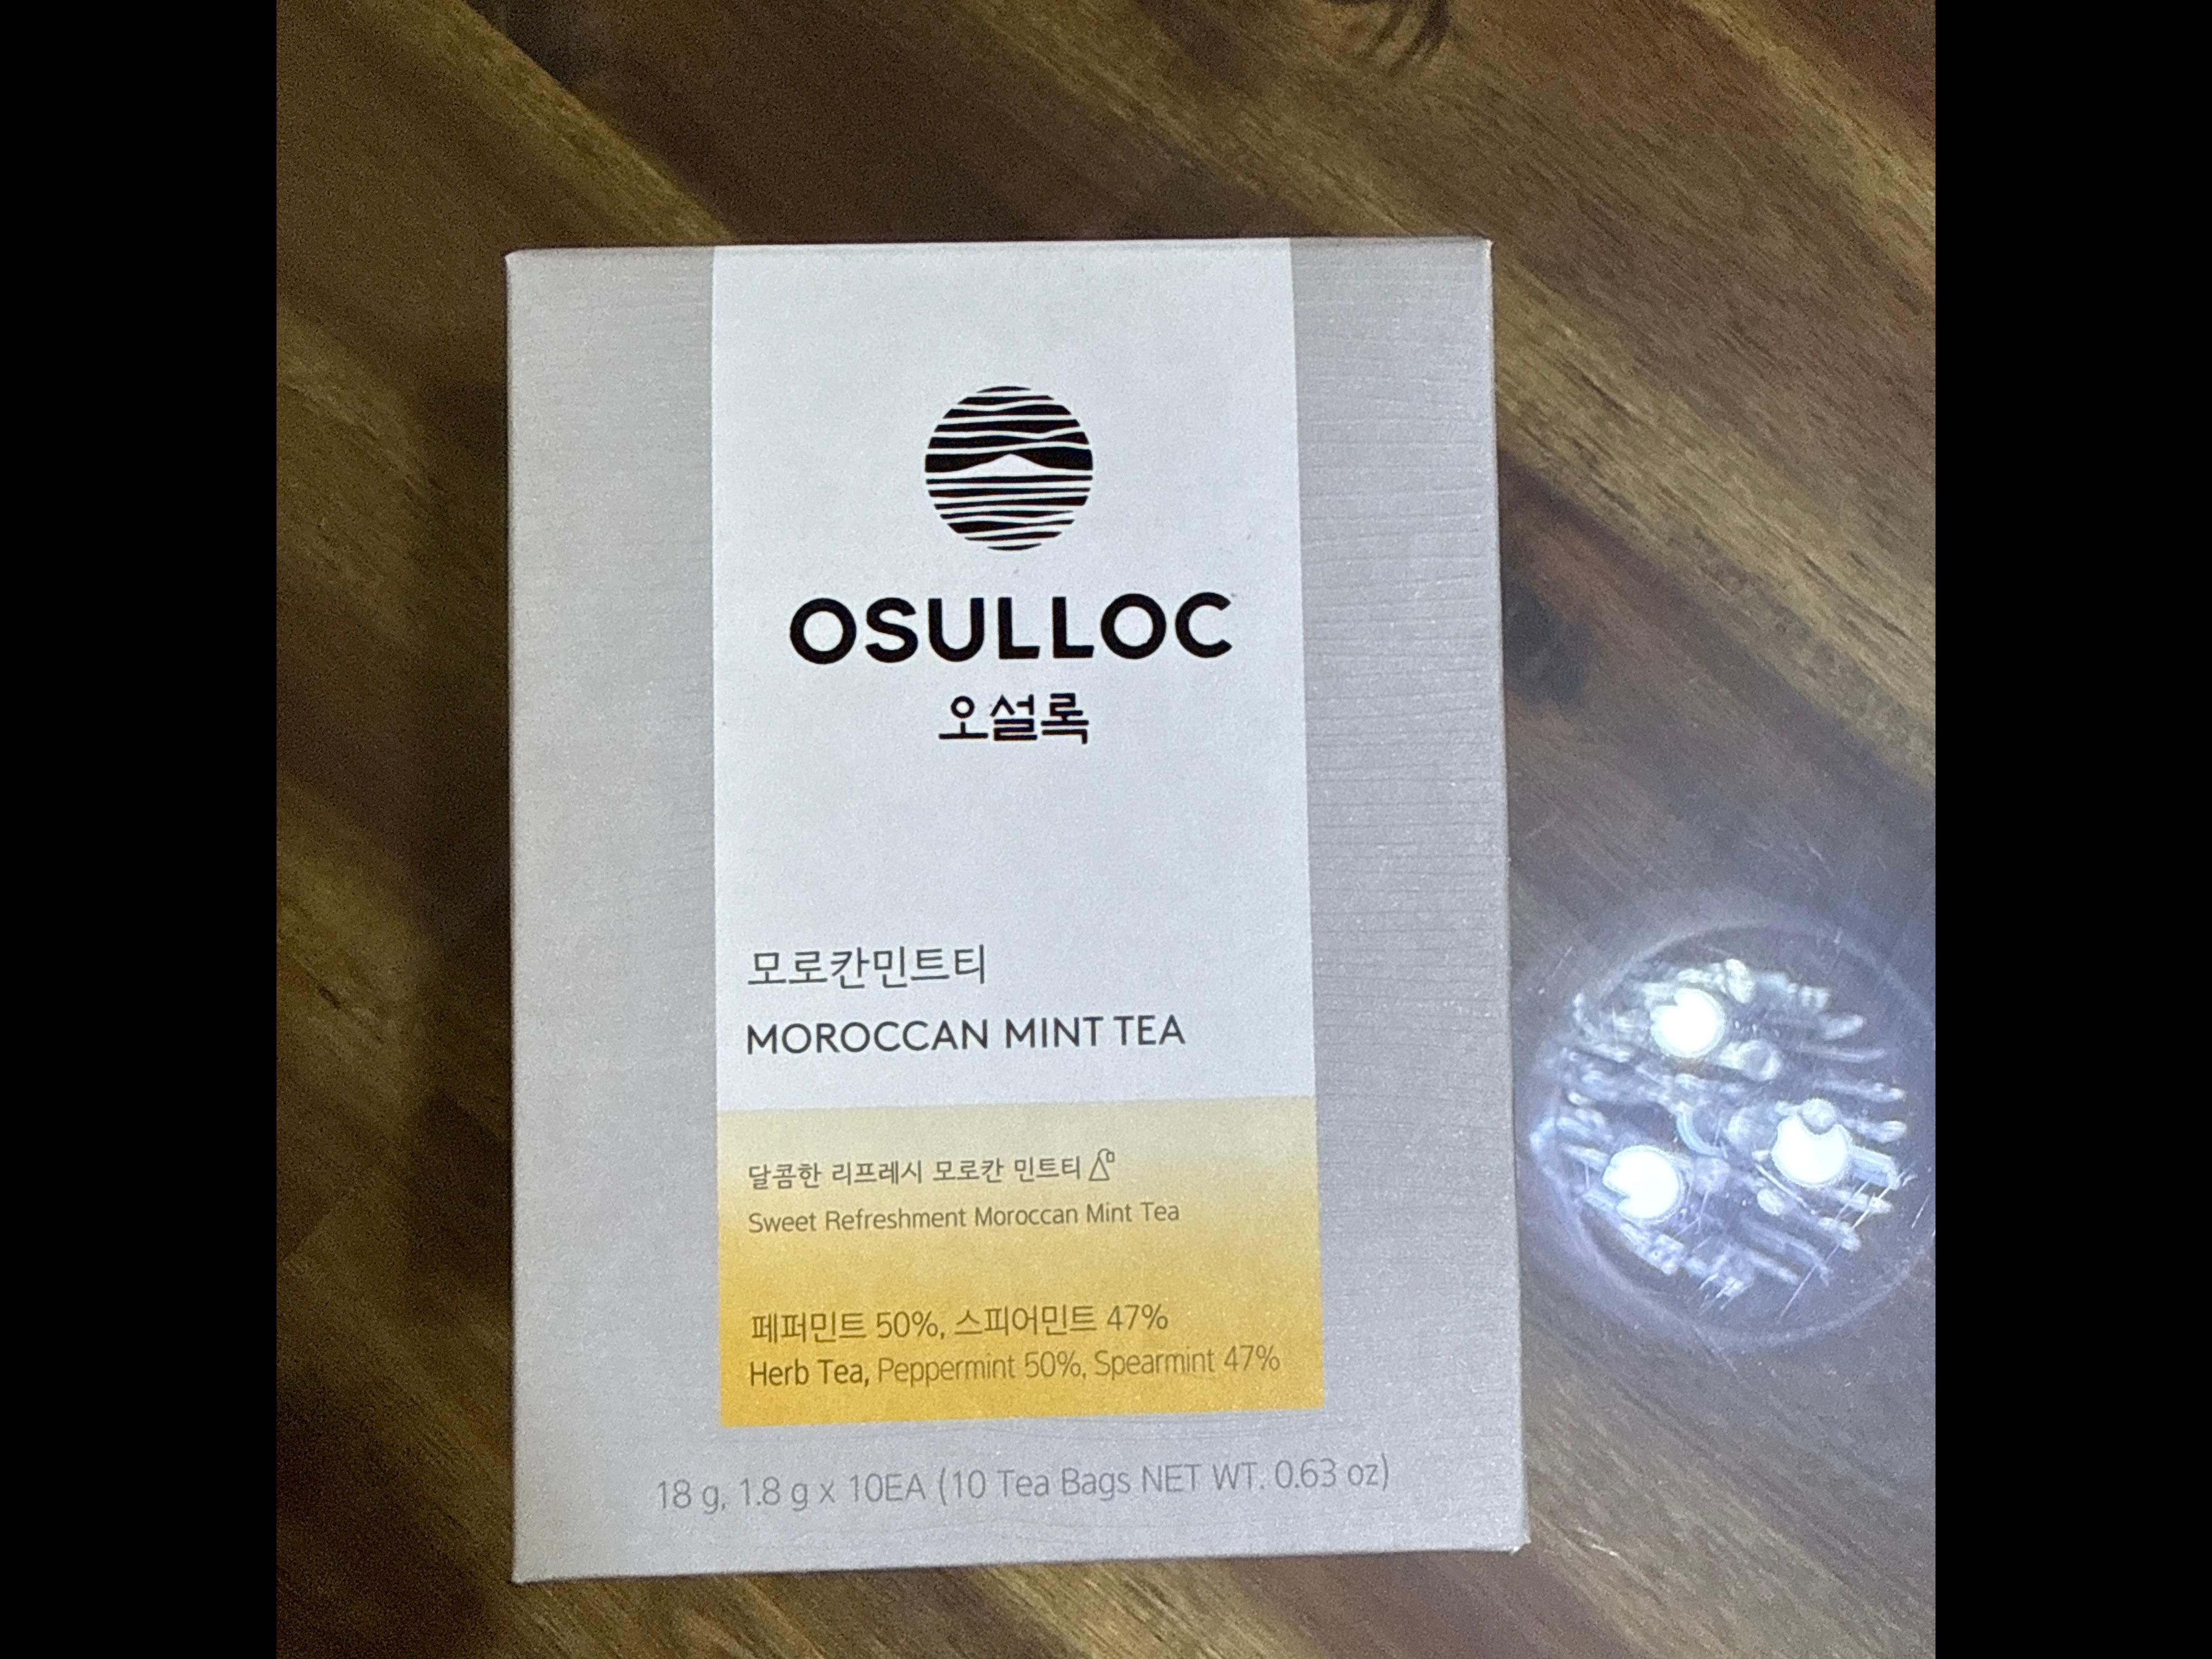 OSULLOC
오설록
모로칸민트티
MOROCCAN MINT TEA
달콤한 리프레시 모로칸 민트티
Sweet Refreshment Moroccan Mint Tea
페퍼민트 50%, 스피어민트 47%
Herb Tea, Peppermint 50%, Spearmint 47%
18 g, 1.8 g x 10EA (10 Tea Bags NET WT. 0.63 oz)